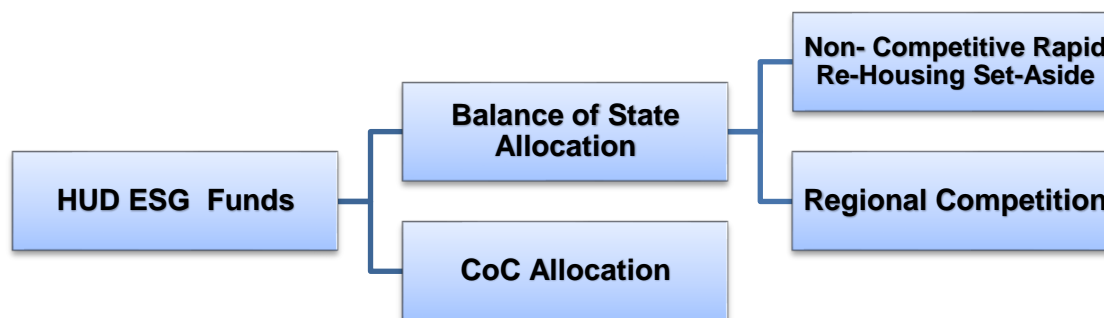 Non- Competitive Rapid
Re-Housing Set-Aside
Balance of State
Allocation
HUD ESG  Funds
Regional Competition
CoC Allocation